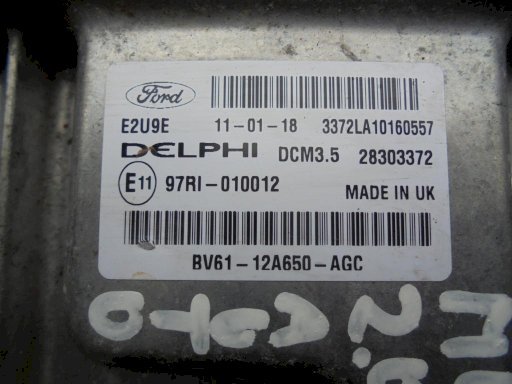 Ford
E2U9E 11-01-18 3372LA10160557
DELPHI DCM3.5 28303372
E11 97RI-010012 MADE IN UK
BV61-12A650-AGC